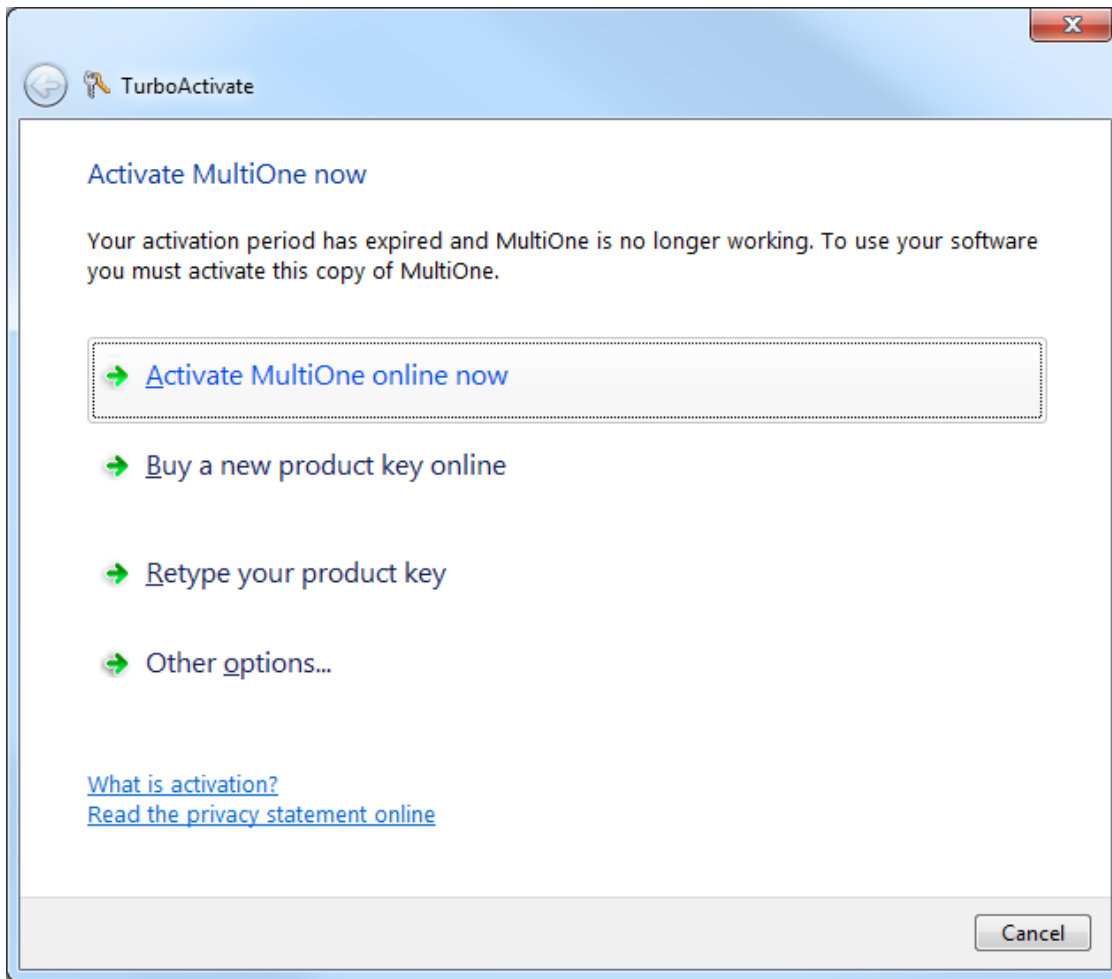 TurboActivate
Activate MultiOne now
Your activation period has expired and MultiOne is no longer working. To use your software
you must activate this copy of MultiOne.
Activate MultiOne online now
Buy a new product key online
Retype your product key
Other options...
What is activation?
Read the privacy statement online
Cancel